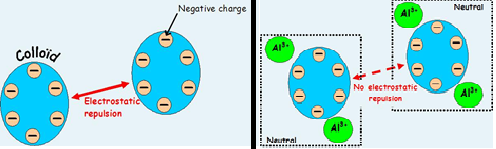 Negative charge
Colloïd
Electrostatic
repulsion
Neutral
Al3+
Al3+
No electrostatic
repulsion
Al3+
Al3+
Neutral